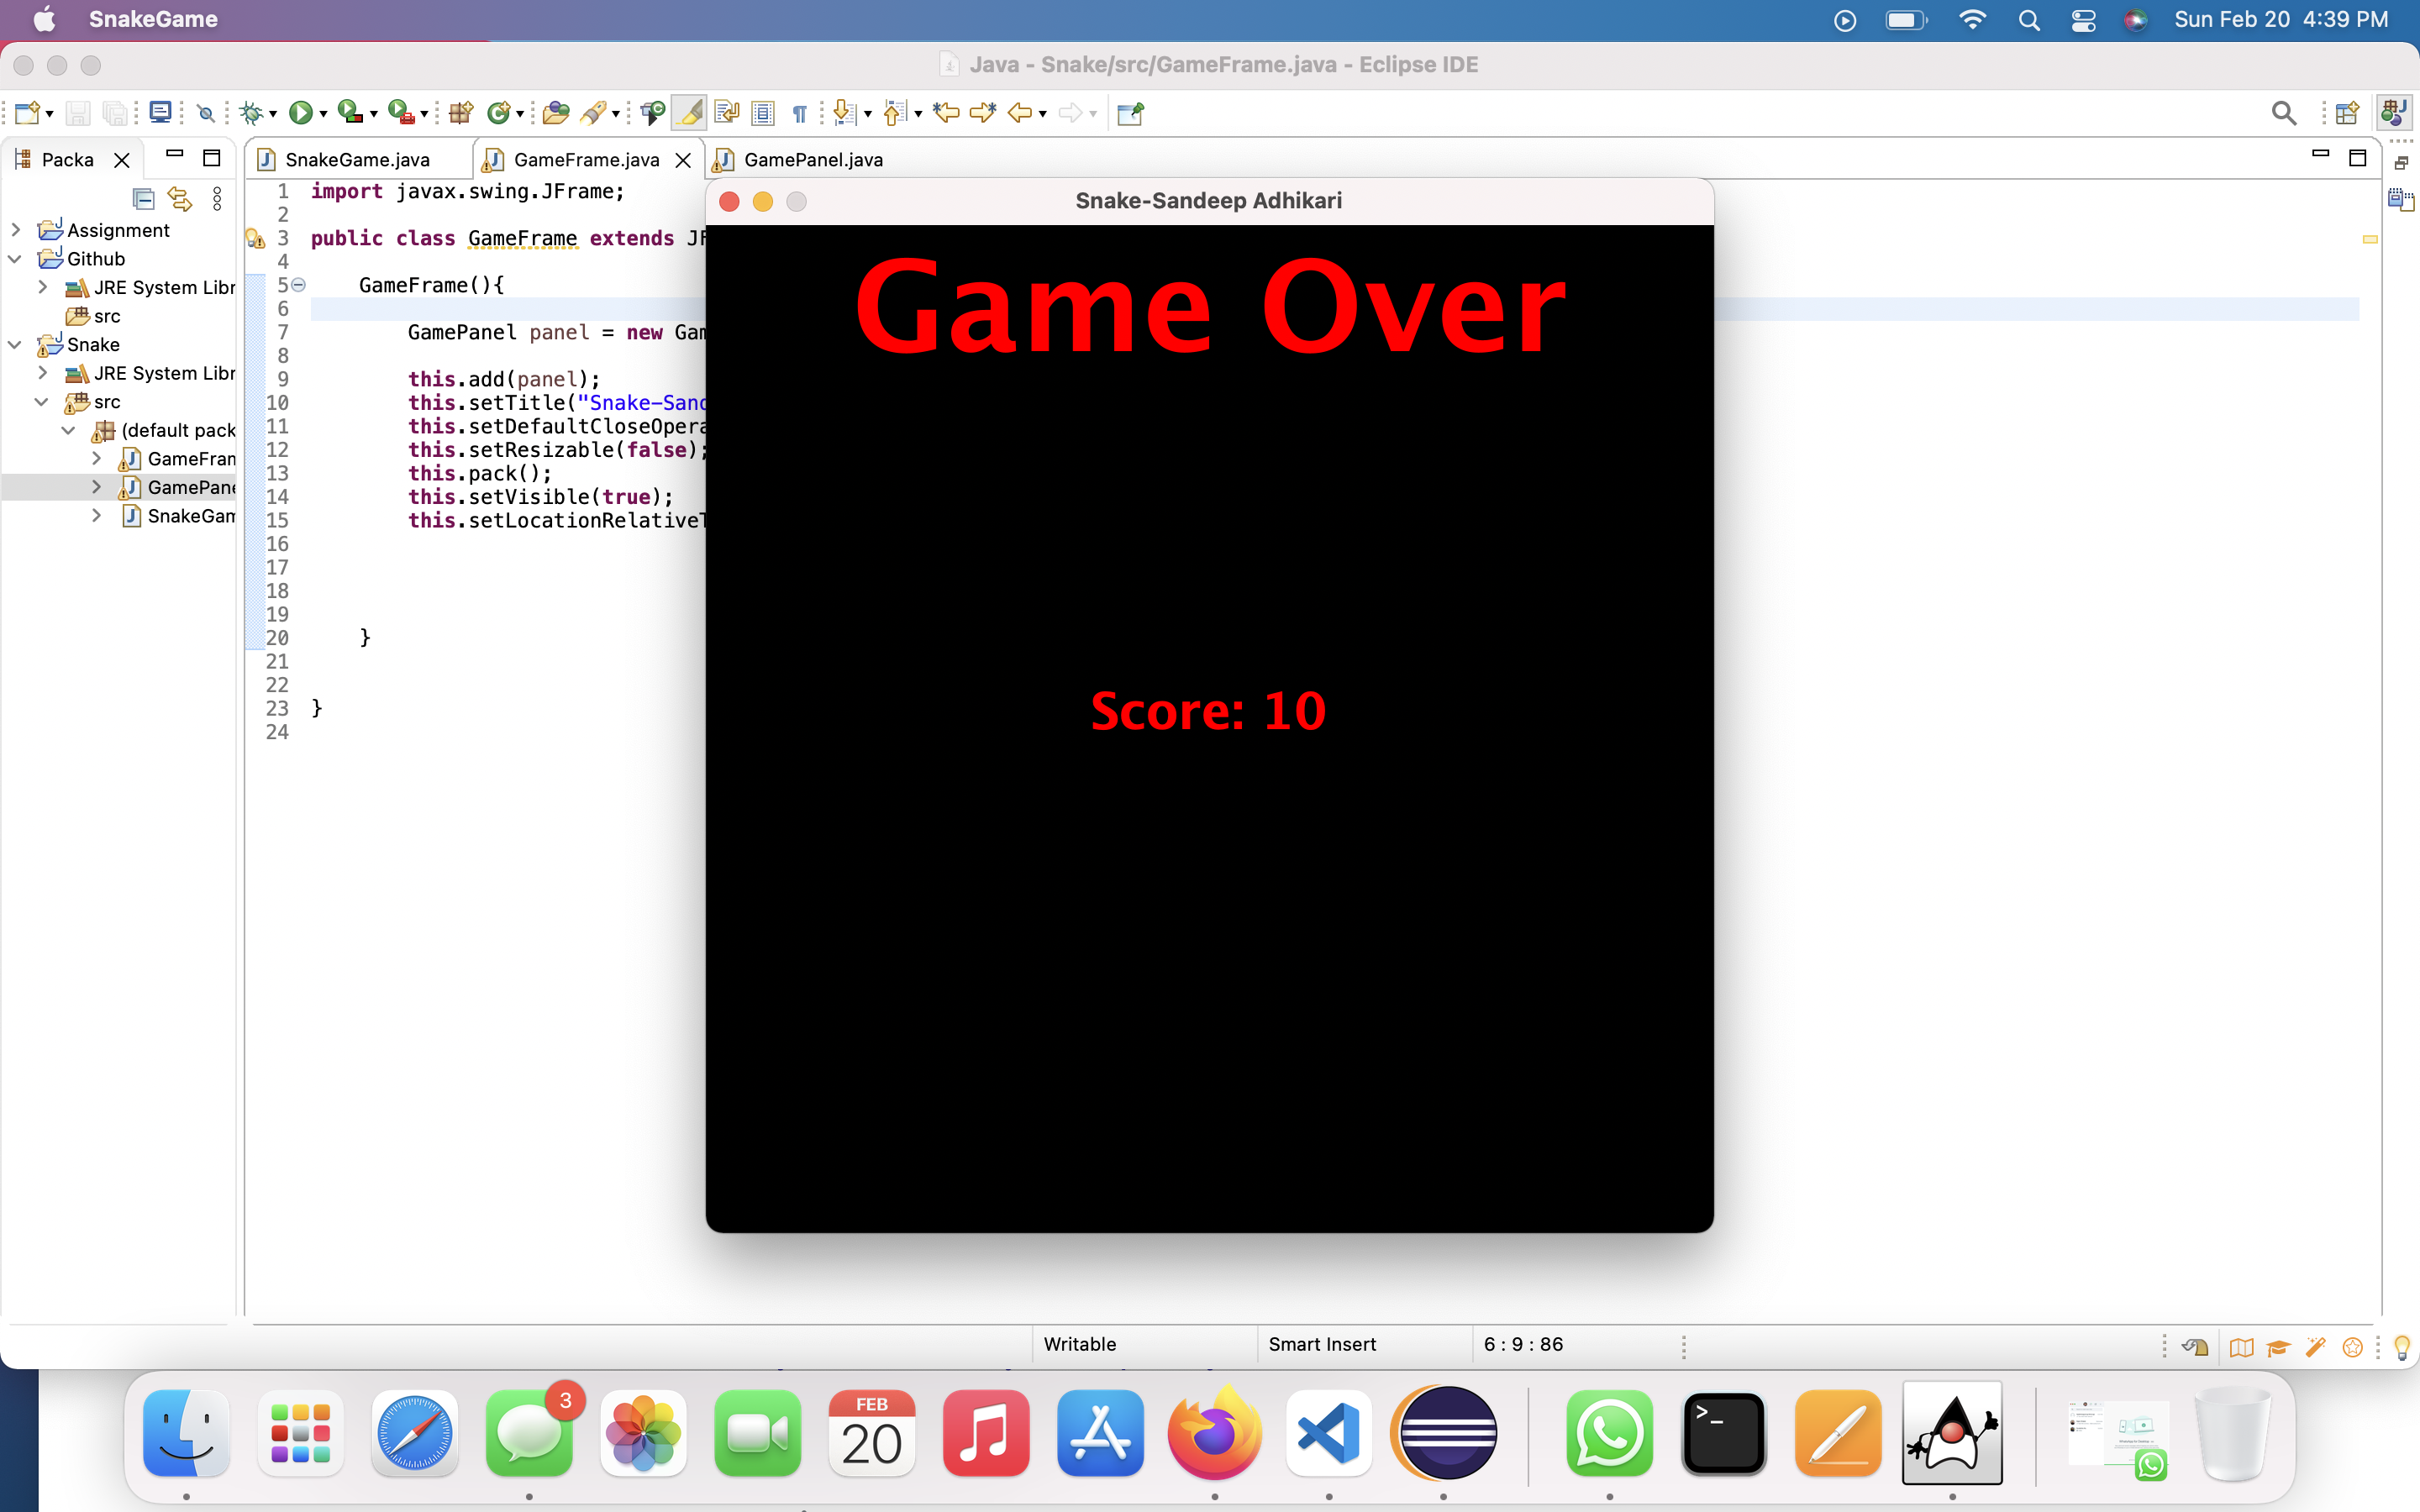 SnakeGame
Sun Feb 20 4:39 PM
Java - Snake/src/GameFrame.java - Eclipse IDE
Packa
SnakeGame.java
GameFrame.java
GamePanel.java
Assignment
Github
JRE System Libr
src
Snake
JRE System Libr
src
(default pack
GameFram
GamePane
SnakeGam
1 import javax.swing.JFrame;
2
3 public class GameFrame extends JF
4
5 GameFrame(){
6
7 GamePanel panel = new Gam
8
9 this.add(panel);
10 this.setTitle("Snake-Sand
11 this.setDefaultCloseOpera
12 this.setResizable(false);
13 this.pack();
14 this.setVisible(true);
15 this.setLocationRelativeT
16
17
18
19
20 }
21
22
23 }
24
Snake-Sandeep Adhikari
Game Over
Score: 10
Writable
Smart Insert
6 : 9 : 86
3
FEB
20
>_